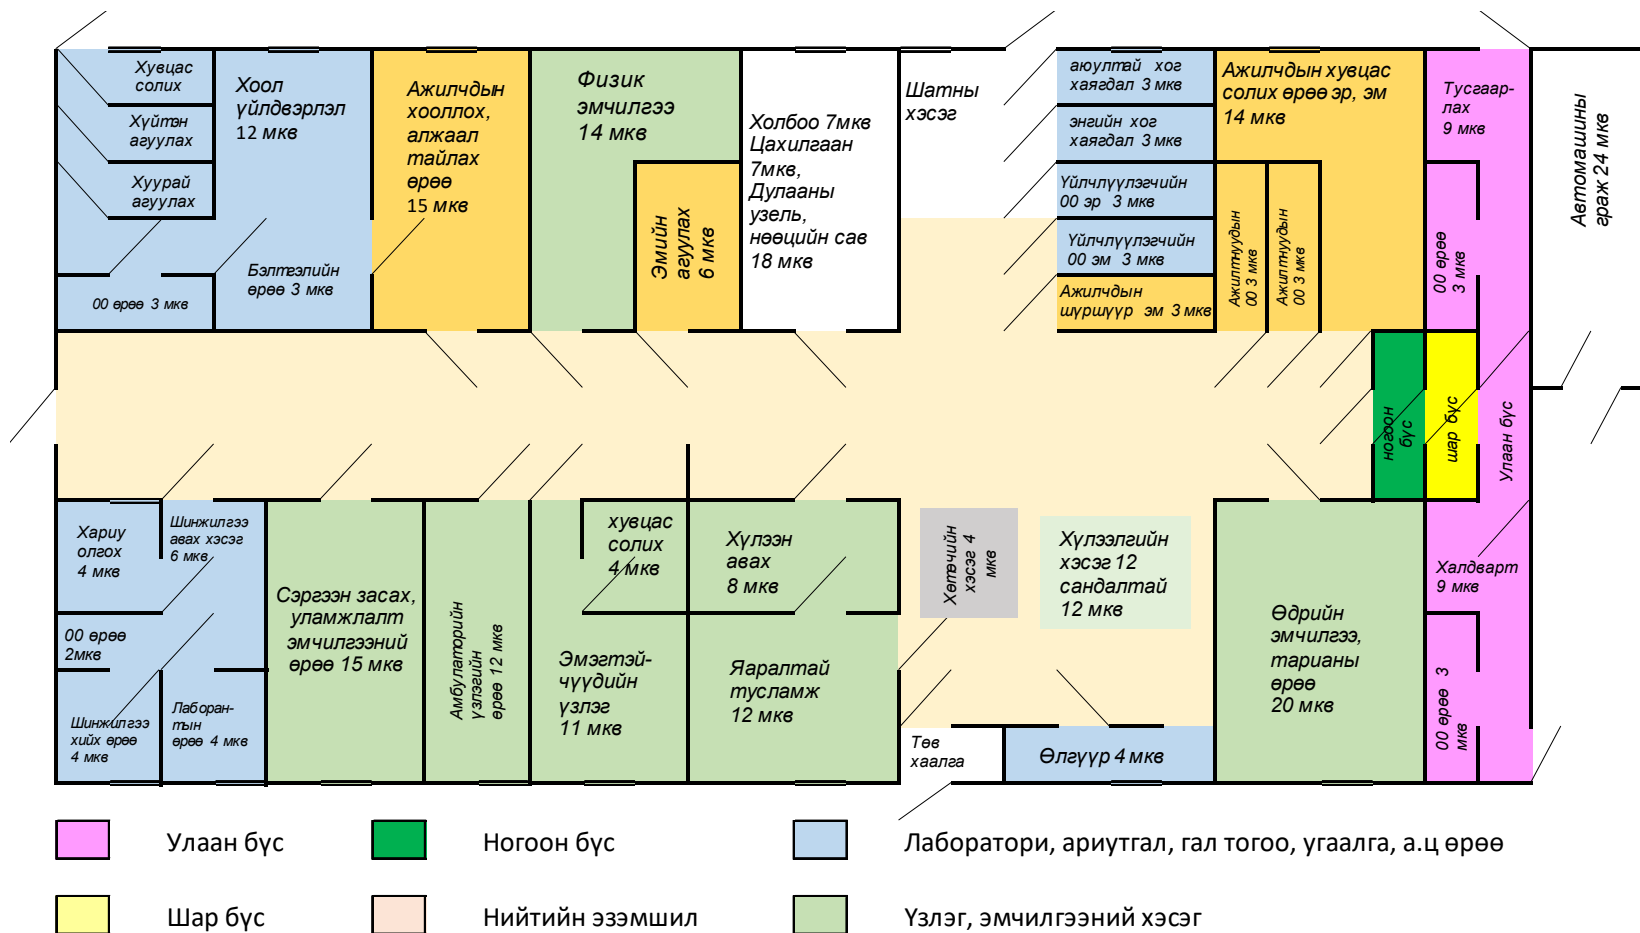 Хувцас
солих
Хүйтэн
агуулах
Хуурай
агуулах
00 өрөө 3 мкв
Хоол
үйлдвэрлэл
12 мкв
Бэлтгэлийн
өрөө 3 мкв
Ажилчдын
хооллох,
алжаал
тайлах
өрөө
15 мкв
Физик
эмчилгээ
14 мкв
Эмийн
агуулах
6 мкв
Холбоо 7мкв
Цахилгаан
7мкв,
Дулааны
узель,
нөөцийн сав
18 мкв
Шатны
хэсэг
аюултай хог
хаягдал 3 мкв
энгийн хог
хаягдал 3 мкв
Үйлчлүүлэгчийн
00 эр 3 мкв
Үйлчлүүлэгчийн
00 эм 3 мкв
Ажилчдын
шүршүүр эм 3 мкв
Ажилчдын хувцас
солих өрөө эр, эм
14 мкв
Ажилтнуудын
00 3 мкв
Ажилтнуудын
00 3 мкв
Тусгаар-
лах
9 мкв
00 өрөө
3 мкв
Автомашины
граж 24 мкв
ногоон
бүс
шар бүс
Улаан бүс
Хариу
олгох
4 мкв
Шинжилгээ
авах хэсэг
6 мкв
00 өрөө
2мкв
Шинжилгээ
хийх өрөө
4 мкв
Лаборан-
тын
өрөө 4 мкв
Сэргээн засах,
уламжлалт
эмчилгээний
өрөө 15 мкв
Амбулаторийн
үзлэгийн
өрөө 12 мкв
хувцас
солих
4 мкв
Эмэгтэй-
чүүдийн
үзлэг
11 мкв
Хүлээн
авах
8 мкв
Яаралтай
тусламж
12 мкв
Хөтөчийн
хэсэг 4
мкв
Хүлээлгийн
хэсэг 12
сандалтай
12 мкв
Төв
хаалга
Өлгүүр 4 мкв
Өдрийн
эмчилгээ,
тарианы
өрөө
20 мкв
Халдварт
9 мкв
00 өрөө 3
мкв
Улаан бүс
Ногоон бүс
Лаборатори, ариутгал, гал тогоо, угаалга, а.ц өрөө
Шар бүс
Нийтийн эзэмшил
Үзлэг, эмчилгээний хэсэг